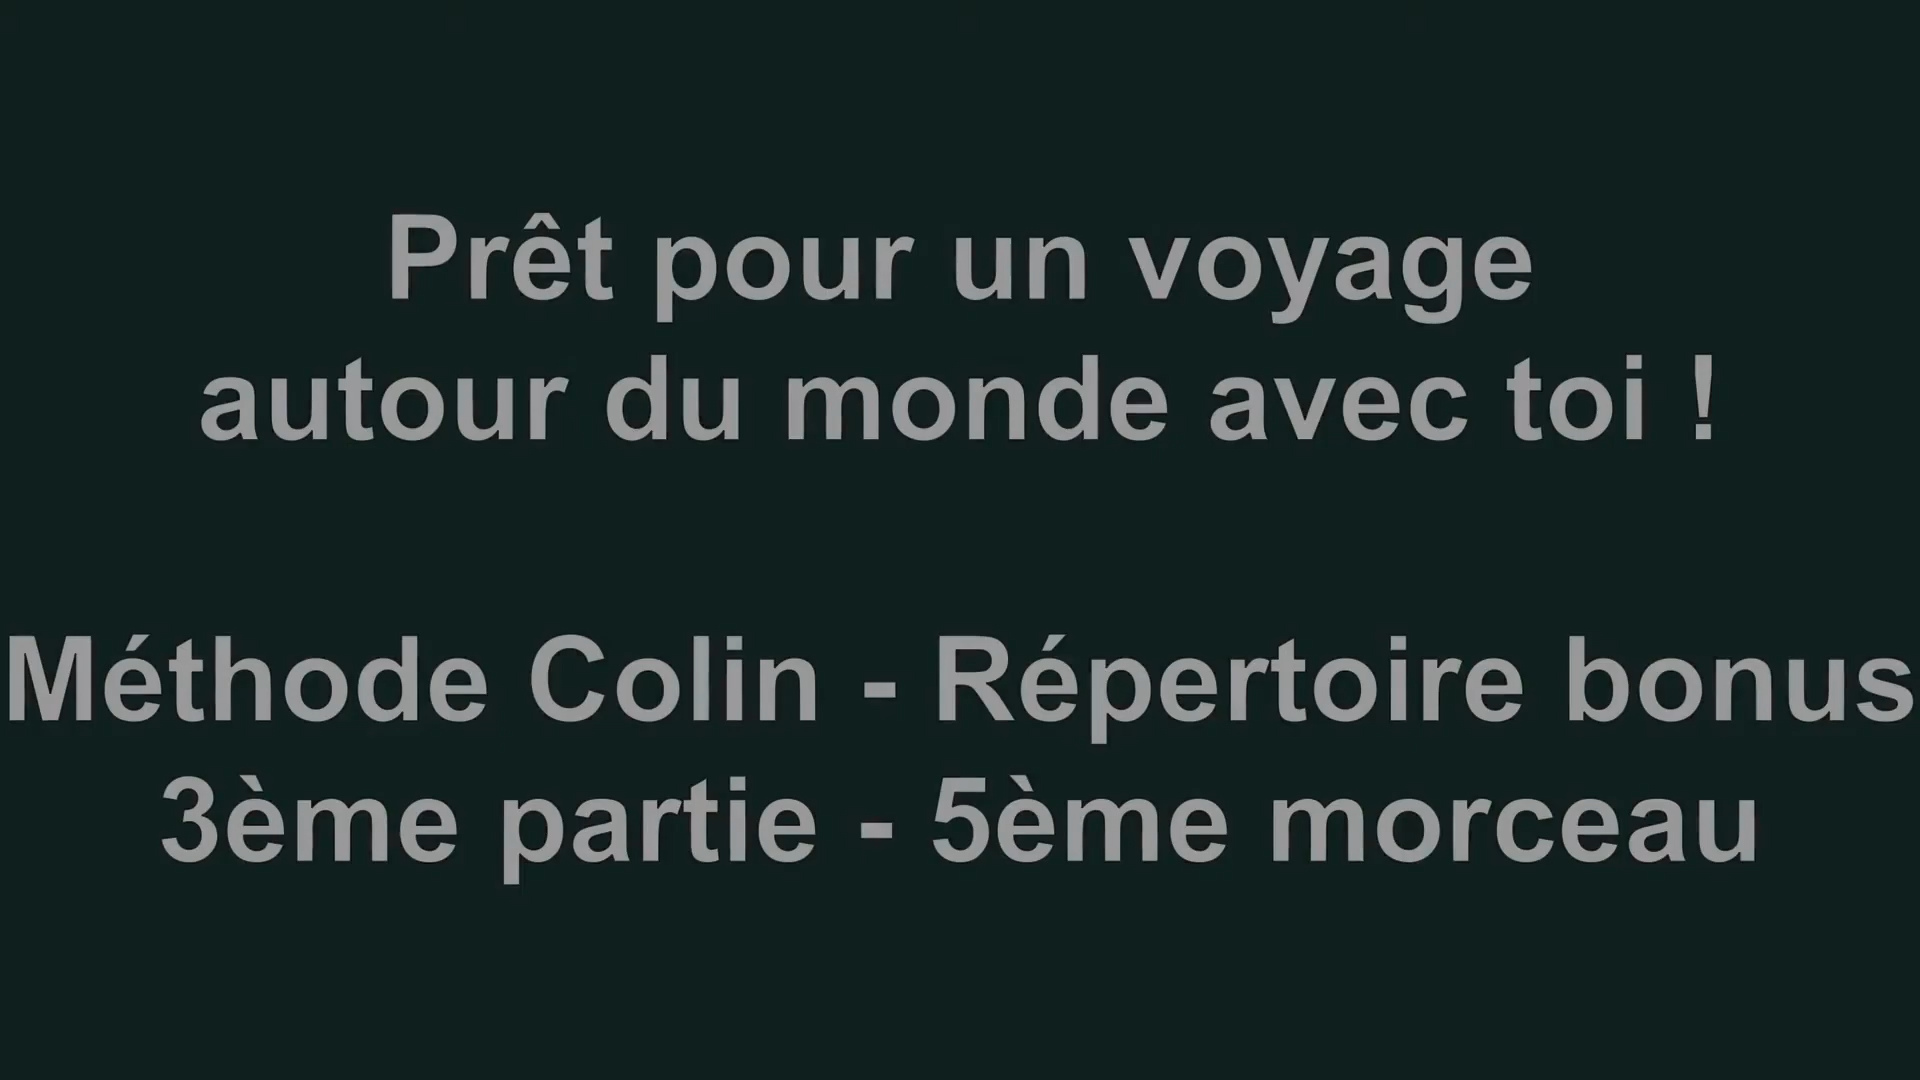 Prêt pour un voyage
autour du monde avec toi !
Méthode Colin - Répertoire bonus
3ème partie - 5ème morceau